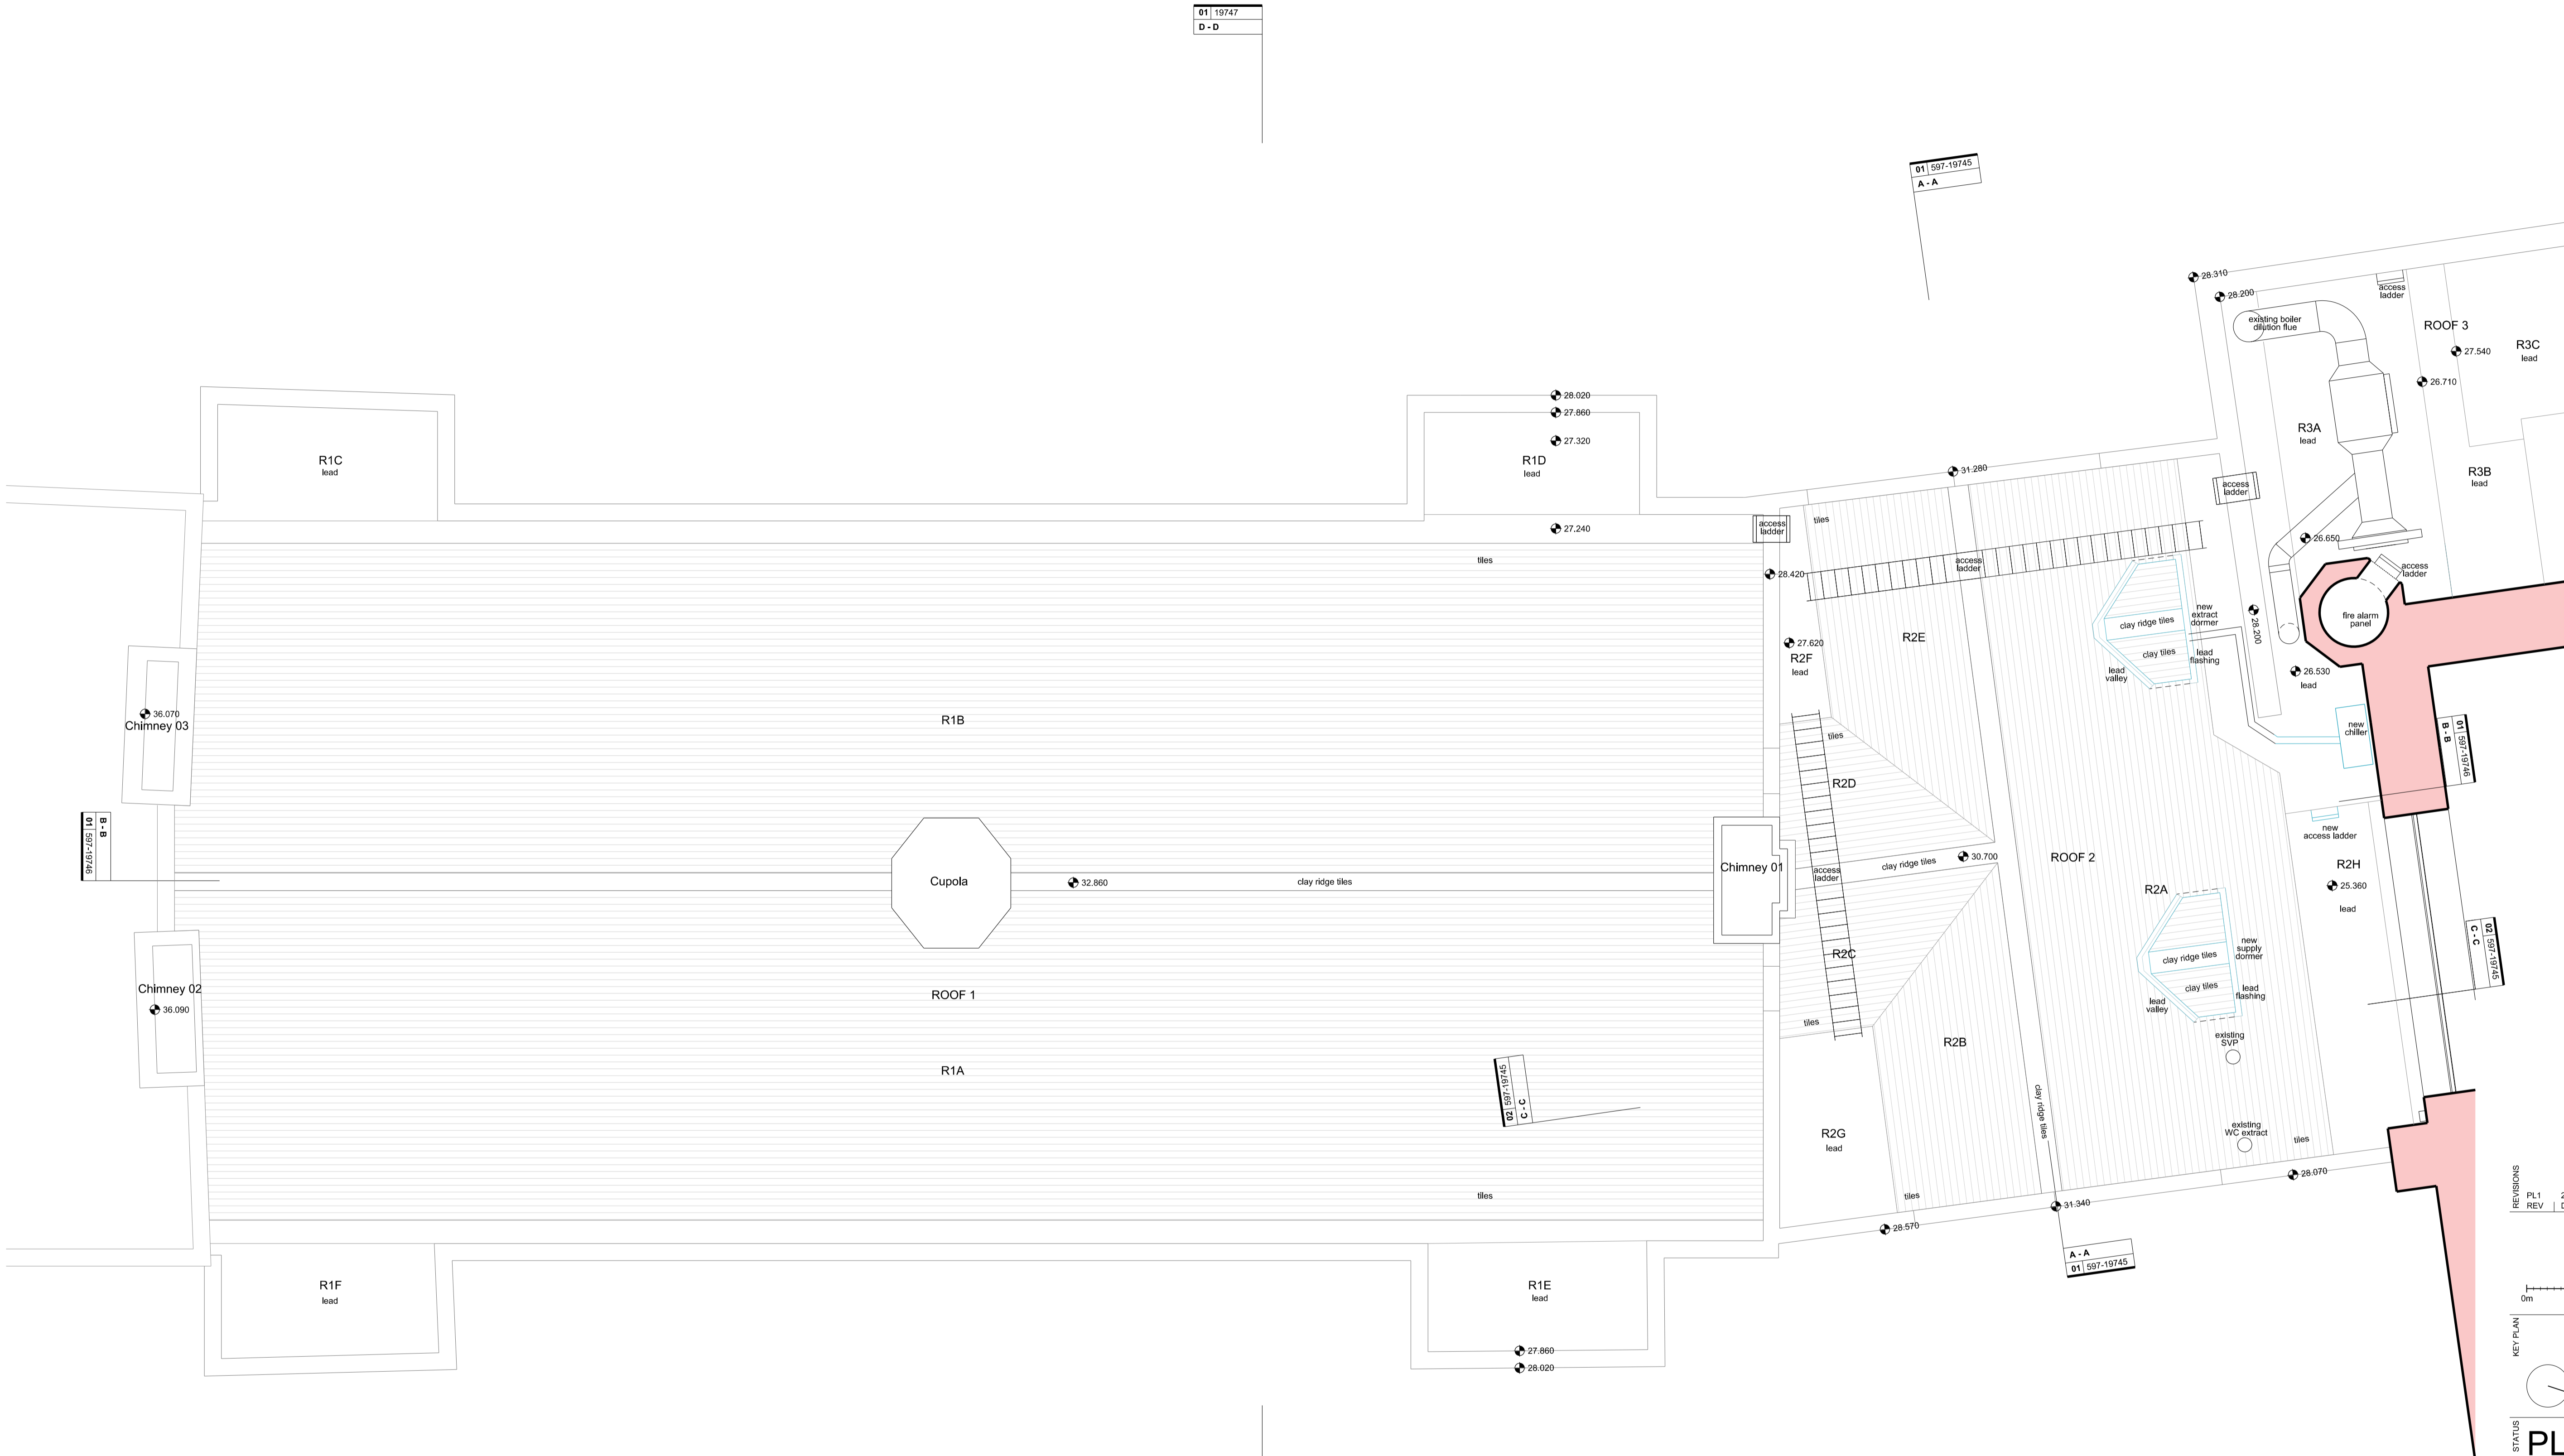 01 19747
D - D
01 597-19745
A - A
28.310
28.200
access
ladder
existing boiler
dilution flue
ROOF 3
27.540
R3C
lead
26.710
28.020
27.860
27.320
R1C
lead
R1D
lead
R3A
lead
31.280
R3B
lead
access
ladder
27.240
access
ladder
tiles
tiles
26.650
access
ladder
access
ladder
28.420
new
extract
dormer
clay ridge tiles
28.200
fire alarm
panel
R2E
27.620
R2F
lead
clay tiles
lead
flashing
lead
valley
26.530
lead
36.070
Chimney 03
R1B
tiles
new
chiller
01 597-19746
B - B
R2D
B - B
01 597-19746
new
access ladder
Chimney 01
access
ladder
clay ridge tiles
30.700
ROOF 2
R2H
25.360
lead
Cupola
32.860
clay ridge tiles
R2A
02 597-19745
C - C
new
supply
dormer
R2C
clay ridge tiles
Chimney 02
36.090
ROOF 1
clay tiles
lead
flashing
lead
valley
tiles
existing
SVP
R2B
R1A
02 597-19745
C - C
clay ridge tiles
R2G
lead
existing
WC extract
tiles
28.070
tiles
tiles
31.340
28.570
REVISIONS
PL1 2
REV D
A - A
01 597-19745
R1F
lead
R1E
lead
0m
27.860
28.020
KEY PLAN
STATUS
PL